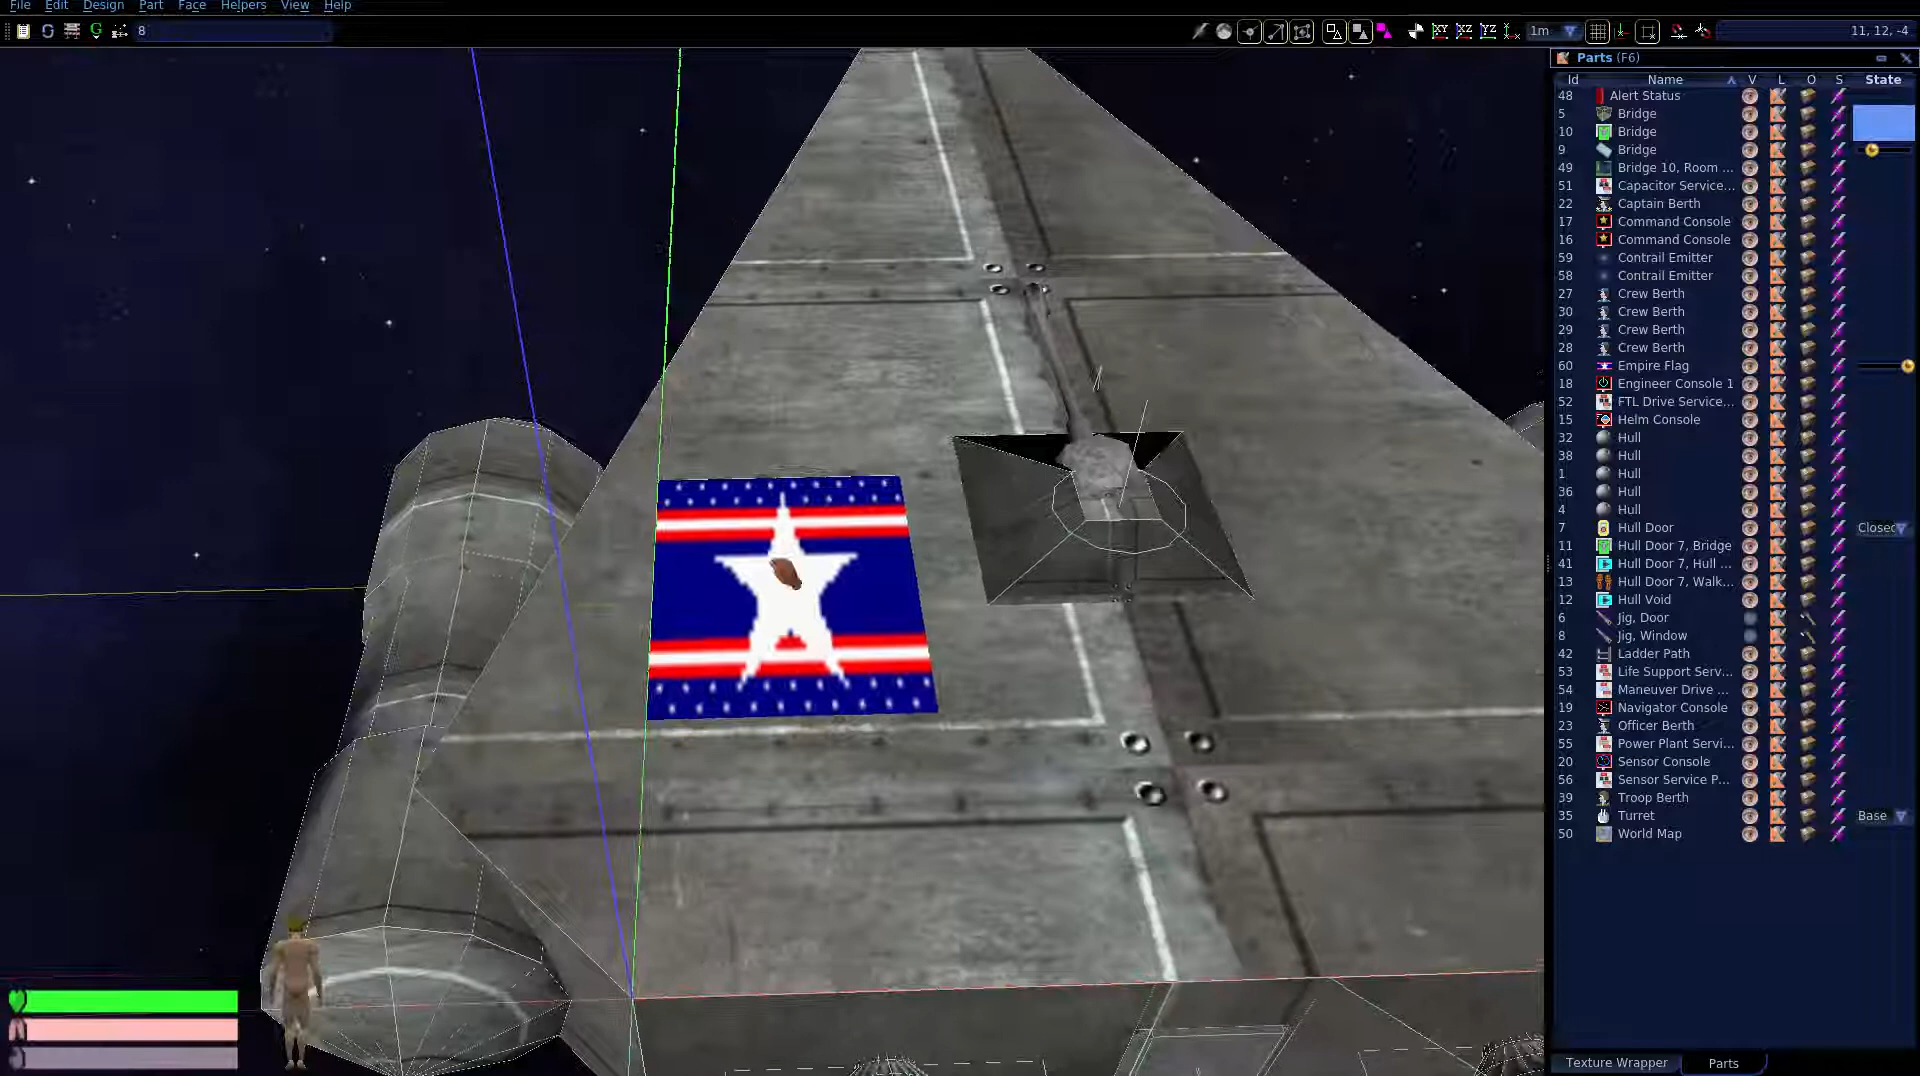 File Edit Design Part Face Helpers View Help
8 1m 11, 12, -4
Parts (F6)
Id Name V L O S State
48 Alert Status
5 Bridge
10 Bridge
9 Bridge
49 Bridge 10, Room ...
51 Capacitor Service...
22 Captain Berth
17 Command Console
16 Command Console
59 Contrail Emitter
58 Contrail Emitter
27 Crew Berth
30 Crew Berth
29 Crew Berth
28 Crew Berth
60 Empire Flag
18 Engineer Console 1
52 FTL Drive Service...
15 Helm Console
32 Hull
38 Hull
1 Hull
36 Hull
4 Hull
7 Hull Door Closed
11 Hull Door 7, Bridge
41 Hull Door 7, Hull ...
13 Hull Door 7, Walk...
12 Hull Void
6 Jig, Door
8 Jig, Window
42 Ladder Path
53 Life Support Serv...
54 Maneuver Drive ...
19 Navigator Console
23 Officer Berth
55 Power Plant Servi...
20 Sensor Console
56 Sensor Service P...
39 Troop Berth
35 Turret Base
50 World Map
Texture Wrapper Parts